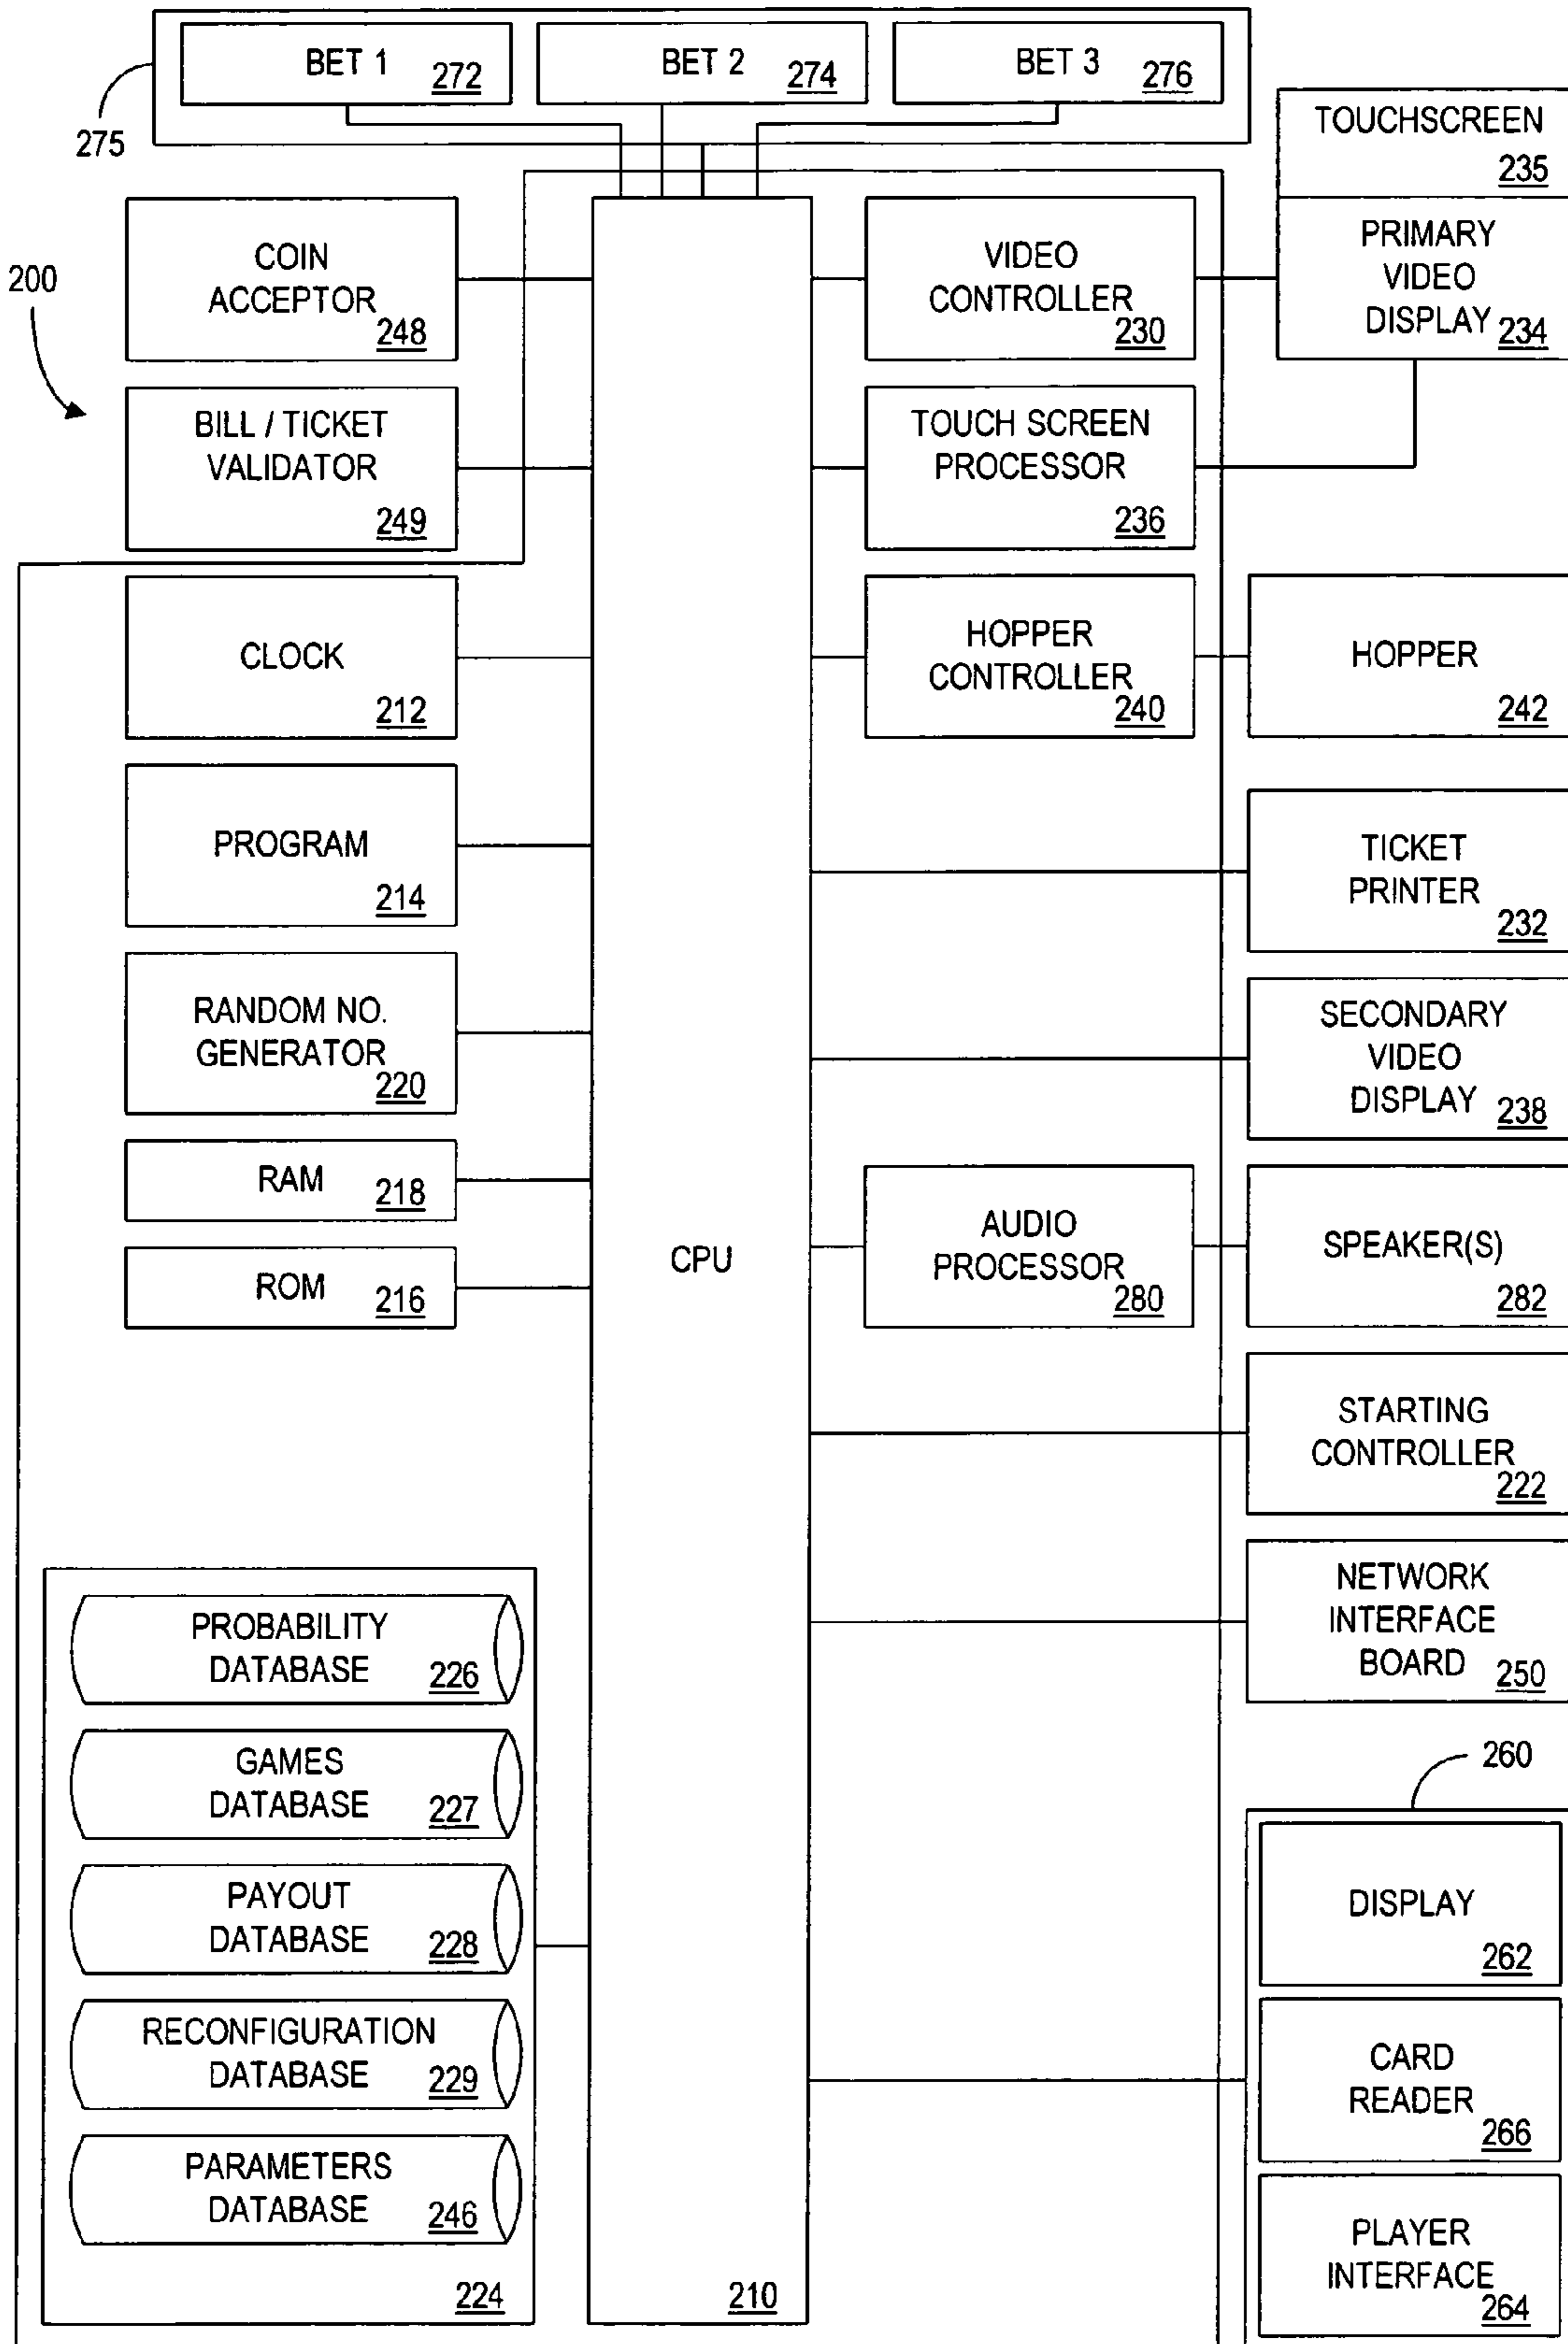 BET 1
272
BET 2
274
BET 3
276
275
TOUCHSCREEN
235
200
COIN
ACCEPTOR
248
VIDEO
CONTROLLER
230
PRIMARY
VIDEO
DISPLAY
234
BILL / TICKET
VALIDATOR
249
TOUCH SCREEN
PROCESSOR
236
CLOCK
212
HOPPER
CONTROLLER
240
HOPPER
242
PROGRAM
214
TICKET
PRINTER
232
RANDOM NO.
GENERATOR
220
SECONDARY
VIDEO
DISPLAY
238
RAM
218
ROM
216
CPU
210
AUDIO
PROCESSOR
280
SPEAKER(S)
282
STARTING
CONTROLLER
222
NETWORK
INTERFACE
BOARD
250
PROBABILITY
DATABASE
226
GAMES
DATABASE
227
PAYOUT
DATABASE
228
RECONFIGURATION
DATABASE
229
PARAMETERS
DATABASE
246
224
260
DISPLAY
262
CARD
READER
266
PLAYER
INTERFACE
264